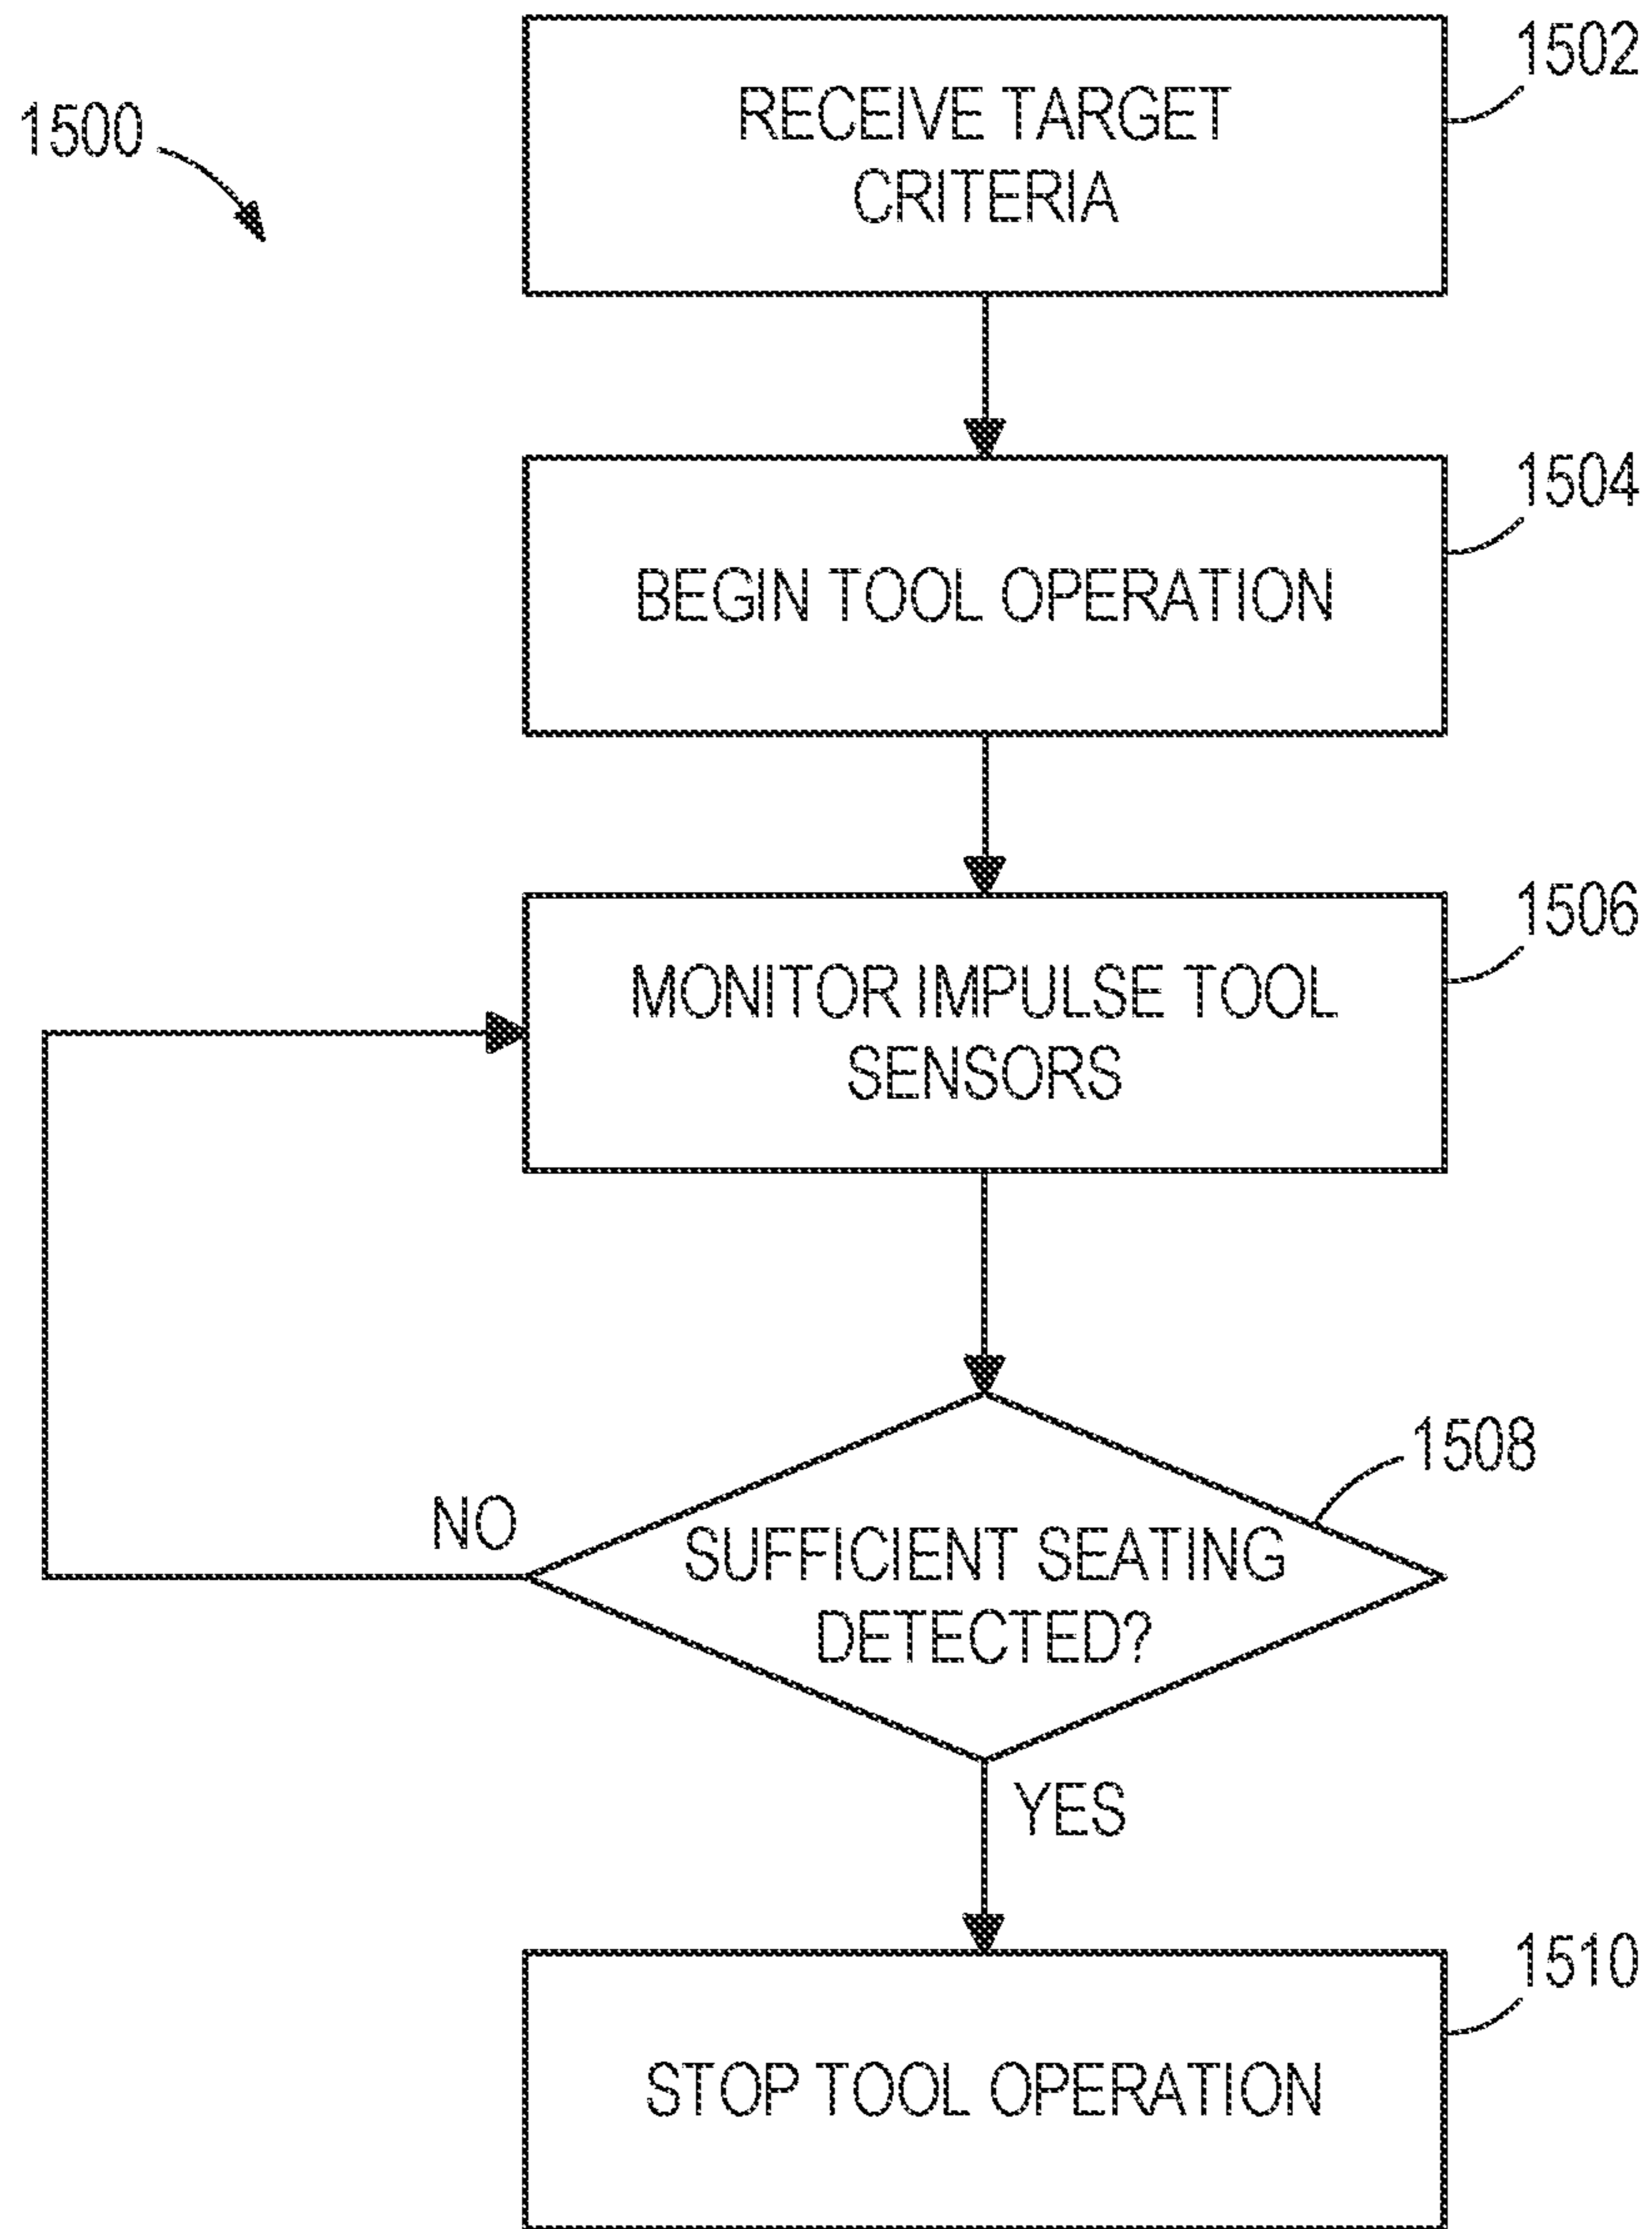 1500
1502
RECEIVE TARGET
CRITERIA
1504
BEGIN TOOL OPERATION
1506
MONITOR IMPULSE TOOL
SENSORS
1508
NO
SUFFICIENT SEATING
DETECTED?
YES
1510
STOP TOOL OPERATION